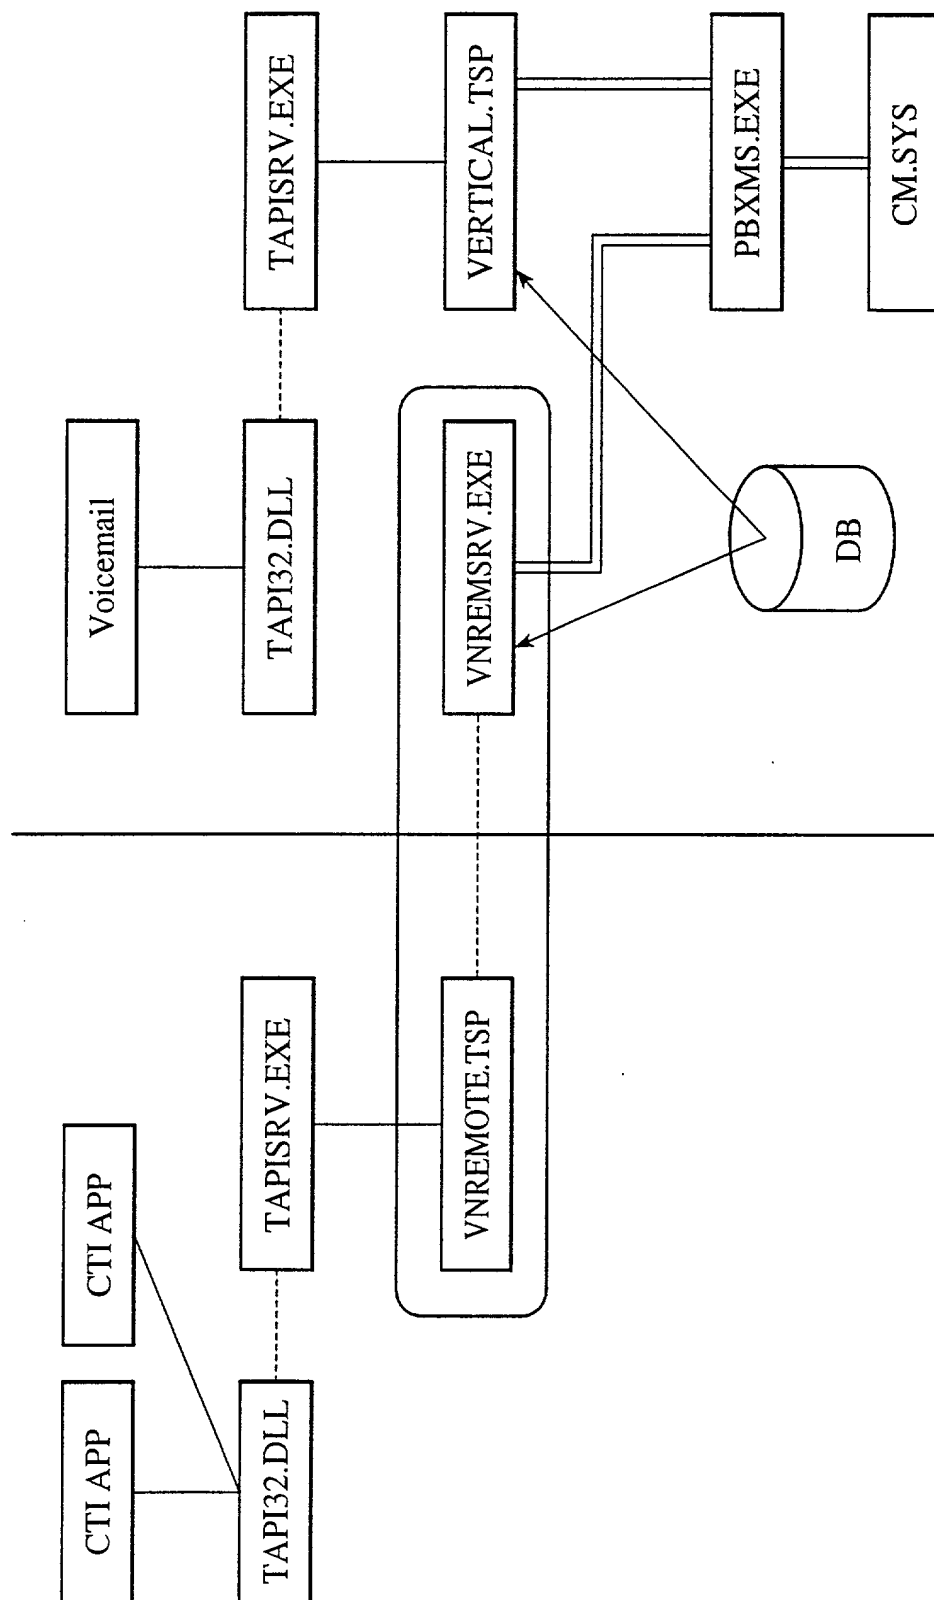 CTI APP
CTI APP
Voicemail
TAPI32.DLL
TAPISRV.EXE
TAPI32.DLL
TAPISRV.EXE
VNREMOTE.TSP
VNREMSRV.EXE
VERTICAL.TSP
DB
PBXMS.EXE
CM.SYS